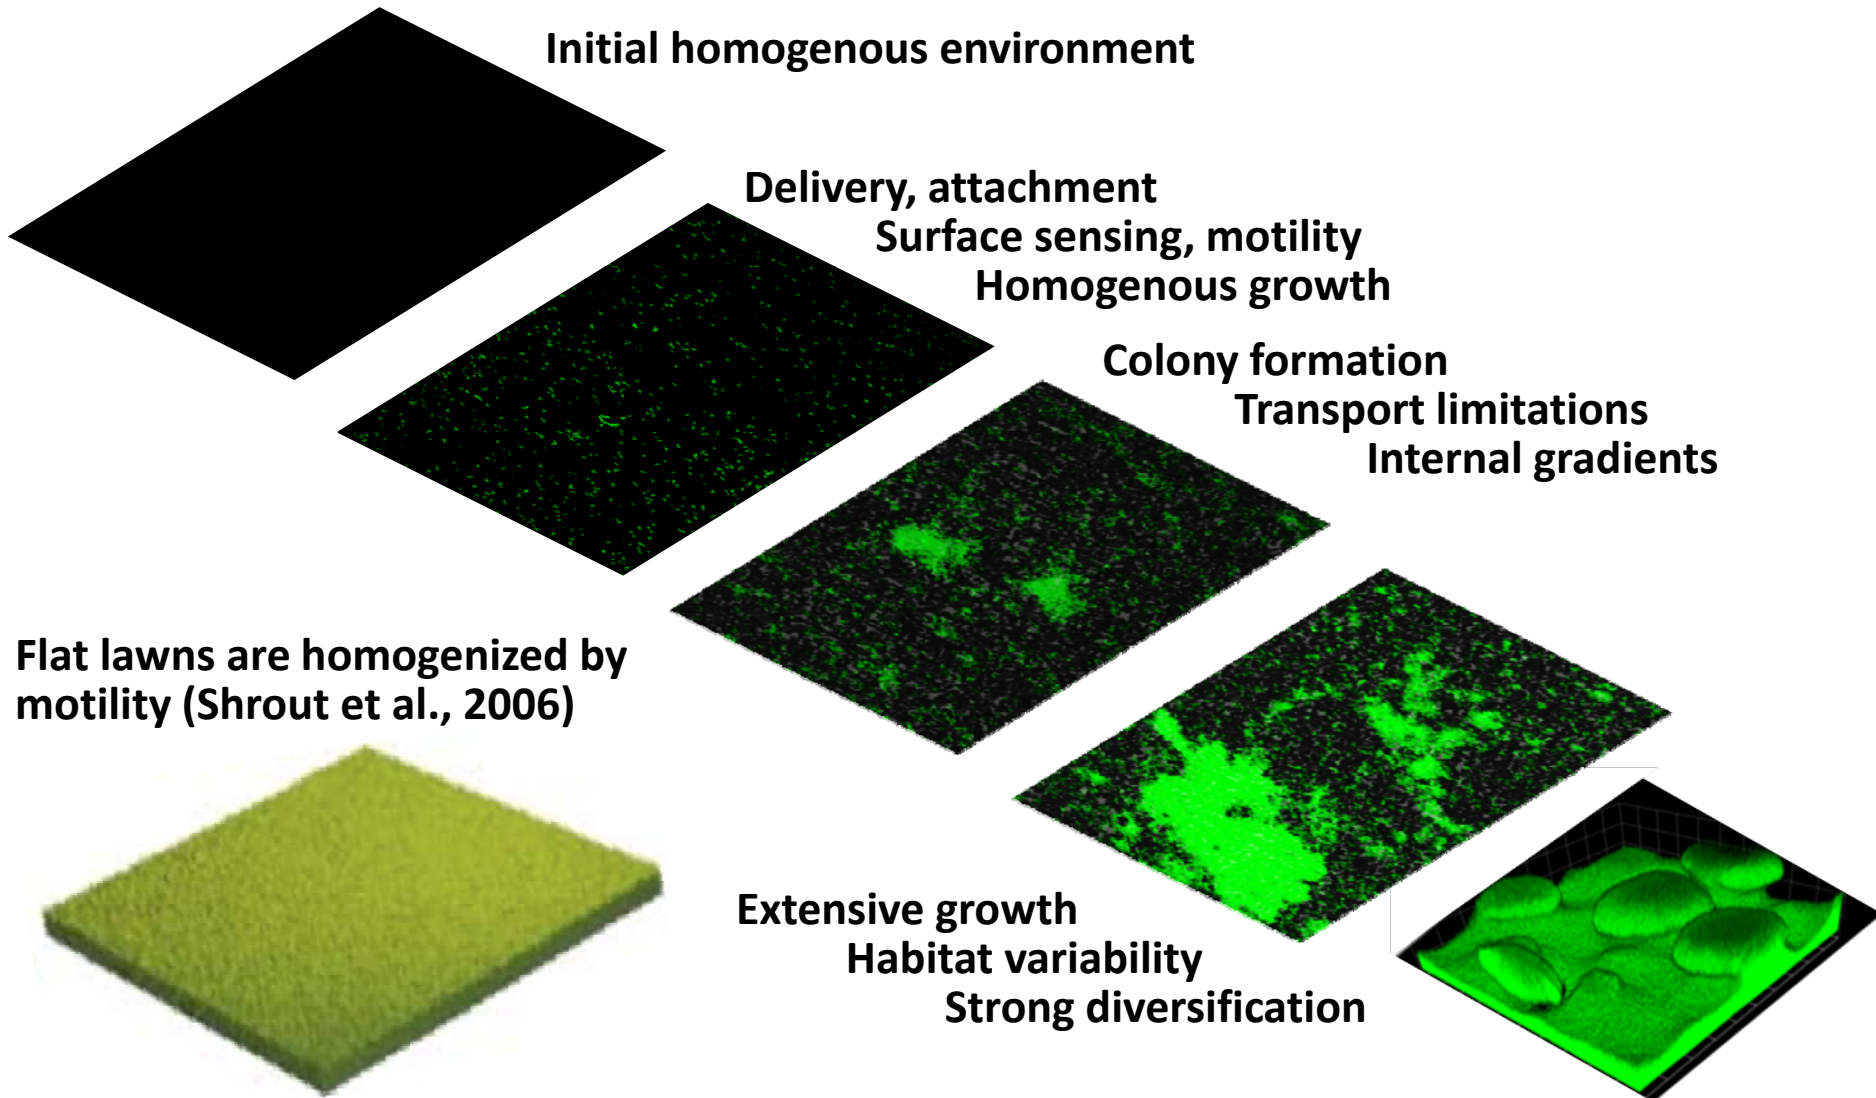 Initial homogenous environment
Delivery, attachment
Surface sensing, motility
Homogenous growth
Colony formation
Transport limitations
Internal gradients
Flat lawns are homogenized by
motility (Shrout et al., 2006)
Extensive growth
Habitat variability
Strong diversification